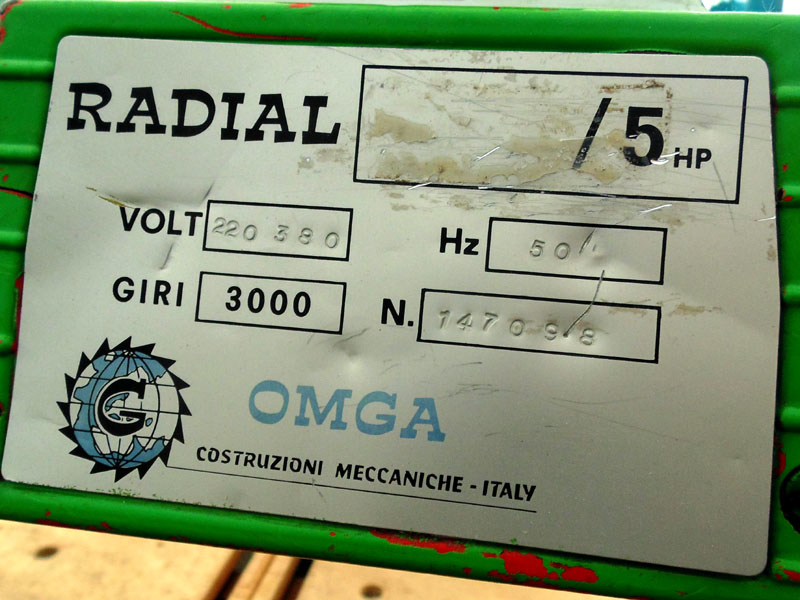 RADIAL /5 HP
VOLT 220 380 Hz 50
GIRI 3000 N. 147098
G OMGA
COSTRUZIONI MECCANICHE - ITALY